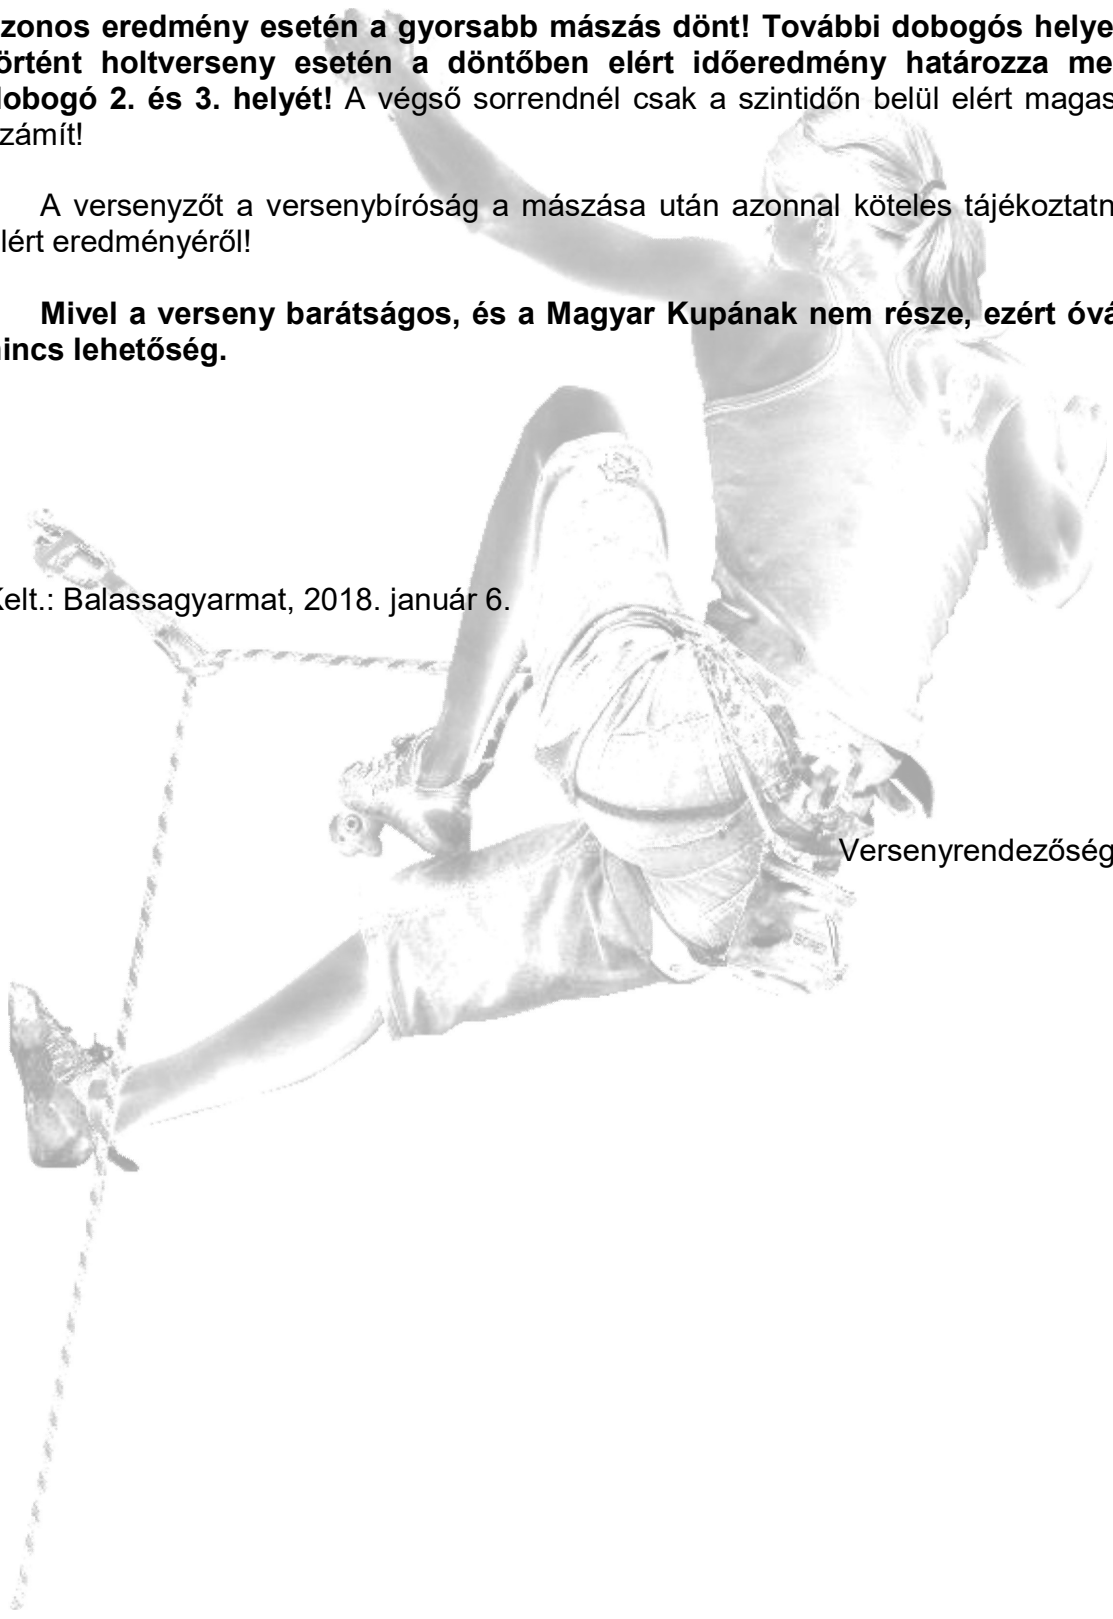 zonos eredmény esetén a gyorsabb mászás dönt! További dobogós helye
örtént holtverseny esetén a döntőben elért időeredmény határozza me
dobogó 2. és 3. helyét! A végső sorrendnél csak a szintidőn belül elért magas
zámít!
A versenyzőt a versenybíróság a mászása után azonnal köteles tájékoztatn
lért eredményéről!
Mivel a verseny barátságos, és a Magyar Kupának nem része, ezért óvá
nincs lehetőség.
Kelt.: Balassagyarmat, 2018. január 6.
Versenyrendezőség